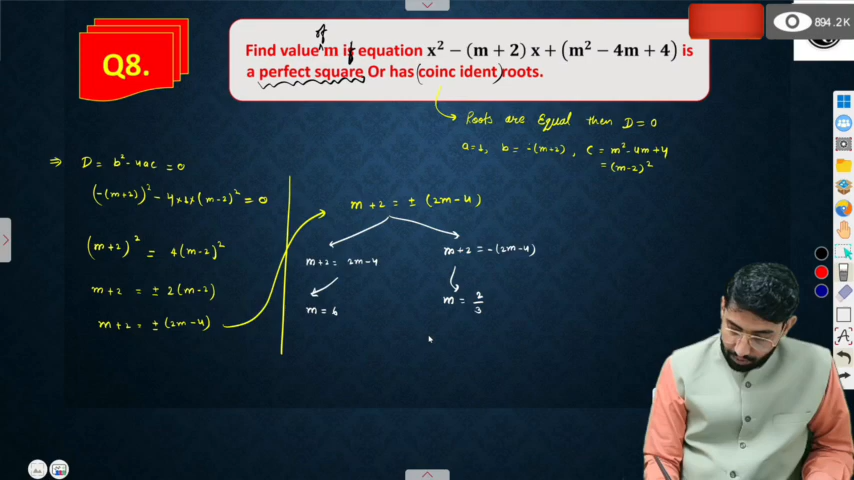 894.2K
Q8.
Find value of m if equation x² − (m + 2) x + (m² − 4m + 4) is
a perfect square Or has (coinc ident) roots.
Roots are Equal then D = 0
a=1, b = -(m+2), c = m²-4m+4
= (m-2)²
⇒ D = b² - 4ac = 0
(-(m+2))² - 4×1×(m-2)² = 0
(m+2)² = 4(m-2)²
m+2 = ± 2(m-2)
m+2 = ± (2m-4)
m+2 = ± (2m-4)
m+2 = 2m-4
m+2 = -(2m-4)
m = 6
m = 2/3
A